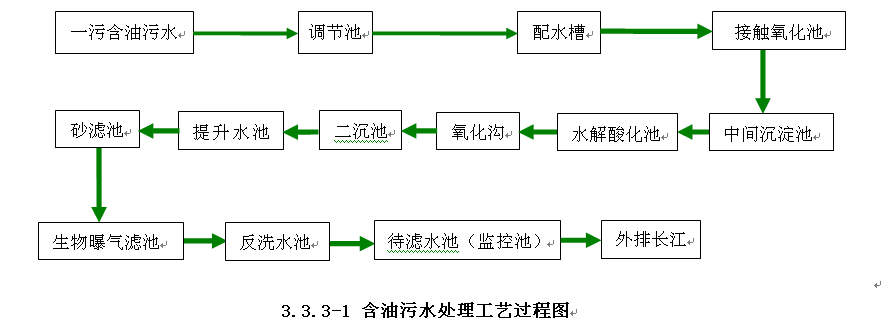 一污含油污水
调节池
配水槽
接触氧化池
中间沉淀池
水解酸化池
氧化沟
二沉池
提升水池
砂滤池
生物曝气滤池
反洗水池
待滤水池（监控池）
外排长江
3.3.3-1 含油污水处理工艺过程图